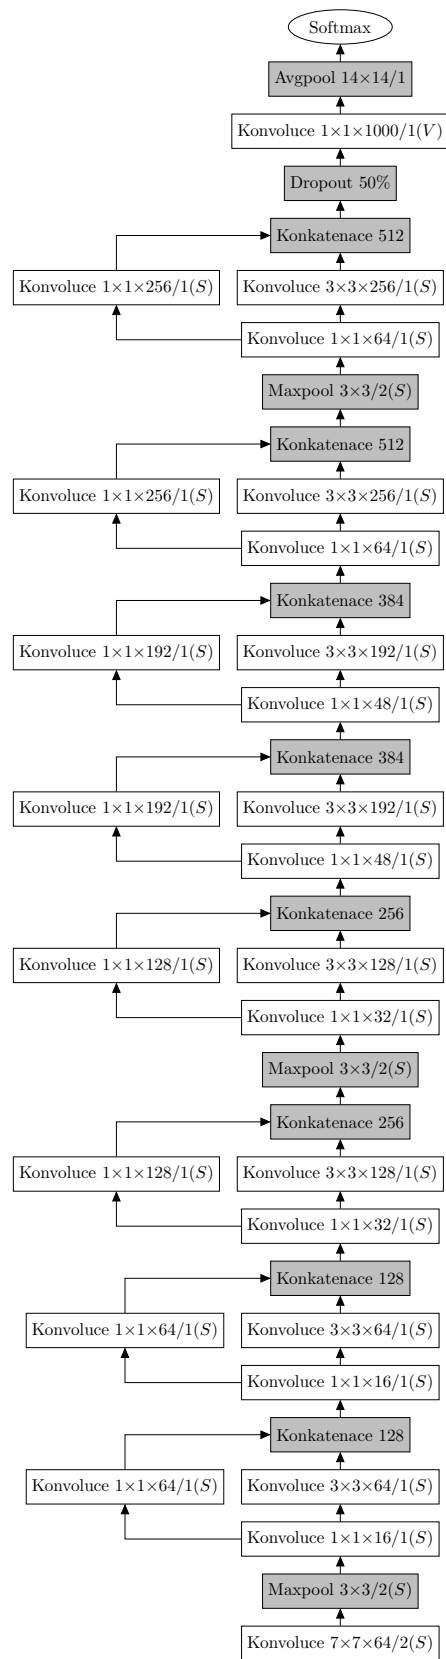 Softmax
Avgpool 14×14/1
Konvoluce 1×1×1000/1(V)
Dropout 50%
Konkatenace 512
Konvoluce 1×1×256/1(S) Konvoluce 3×3×256/1(S)
Konvoluce 1×1×64/1(S)
Maxpool 3×3/2(S)
Konkatenace 512
Konvoluce 1×1×256/1(S) Konvoluce 3×3×256/1(S)
Konvoluce 1×1×64/1(S)
Konkatenace 384
Konvoluce 1×1×192/1(S) Konvoluce 3×3×192/1(S)
Konvoluce 1×1×48/1(S)
Konkatenace 384
Konvoluce 1×1×192/1(S) Konvoluce 3×3×192/1(S)
Konvoluce 1×1×48/1(S)
Konkatenace 256
Konvoluce 1×1×128/1(S) Konvoluce 3×3×128/1(S)
Konvoluce 1×1×32/1(S)
Maxpool 3×3/2(S)
Konkatenace 256
Konvoluce 1×1×128/1(S) Konvoluce 3×3×128/1(S)
Konvoluce 1×1×32/1(S)
Konkatenace 128
Konvoluce 1×1×64/1(S) Konvoluce 3×3×64/1(S)
Konvoluce 1×1×16/1(S)
Konkatenace 128
Konvoluce 1×1×64/1(S) Konvoluce 3×3×64/1(S)
Konvoluce 1×1×16/1(S)
Maxpool 3×3/2(S)
Konvoluce 7×7×64/2(S)